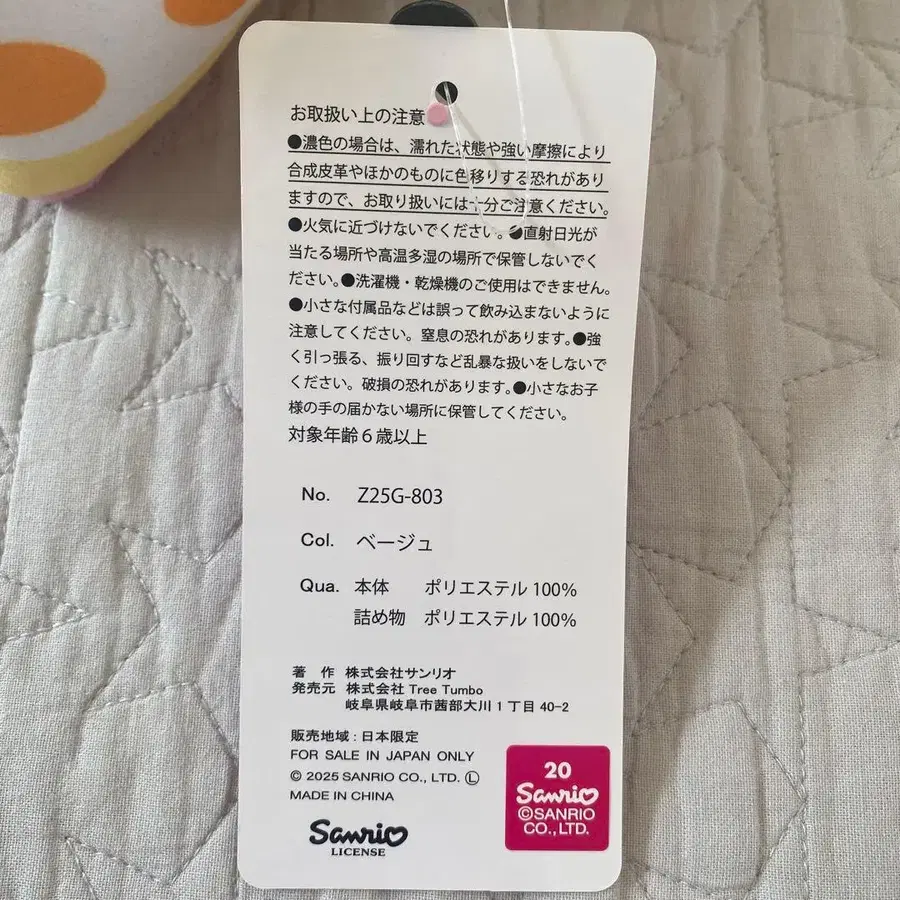 お取扱い上の注意
●濃色の場合は、濡れた状態や強い摩擦により
合成皮革やほかのものに色移りする恐れがあり
ますので、お取り扱いには十分ご注意ください。
●火気に近づけないでください。●直射日光が
当たる場所や高温多湿の場所で保管しないでく
ださい。●洗濯機・乾燥機のご使用はできません。
●小さな付属品などは誤って飲み込まないように
注意してください。窒息の恐れがあります。●強
く引っ張る、振り回すなど乱暴な扱いをしないで
ください。破損の恐れがあります。●小さなお子
様の手の届かない場所に保管してください。
対象年齢６歳以上
No. Z25G-803
Col. ベージュ
Qua. 本体 ポリエステル 100%
詰め物 ポリエステル 100%
著 作 株式会社サンリオ
発売元 株式会社 Tree Tumbo
岐阜県岐阜市茜部大川１丁目 40-2
販売地域：日本限定
FOR SALE IN JAPAN ONLY
© 2025 SANRIO CO., LTD. Ⓛ
MADE IN CHINA
Sanrio
LICENSE
20
Sanrio
©SANRIO
CO.,LTD.